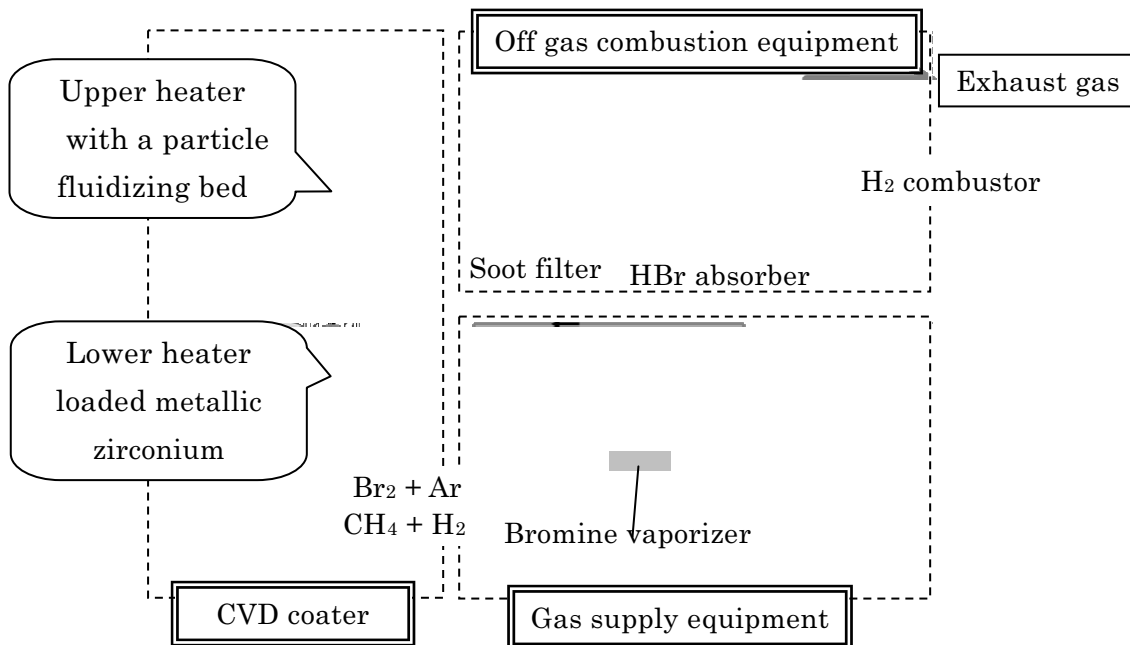 Off gas combustion equipment
Exhaust gas
Upper heater
with a particle
fluidizing bed
H₂ combustor
Soot filter
HBr absorber
Lower heater
loaded metallic
zirconium
Br₂ + Ar
CH₄ + H₂
Bromine vaporizer
CVD coater
Gas supply equipment